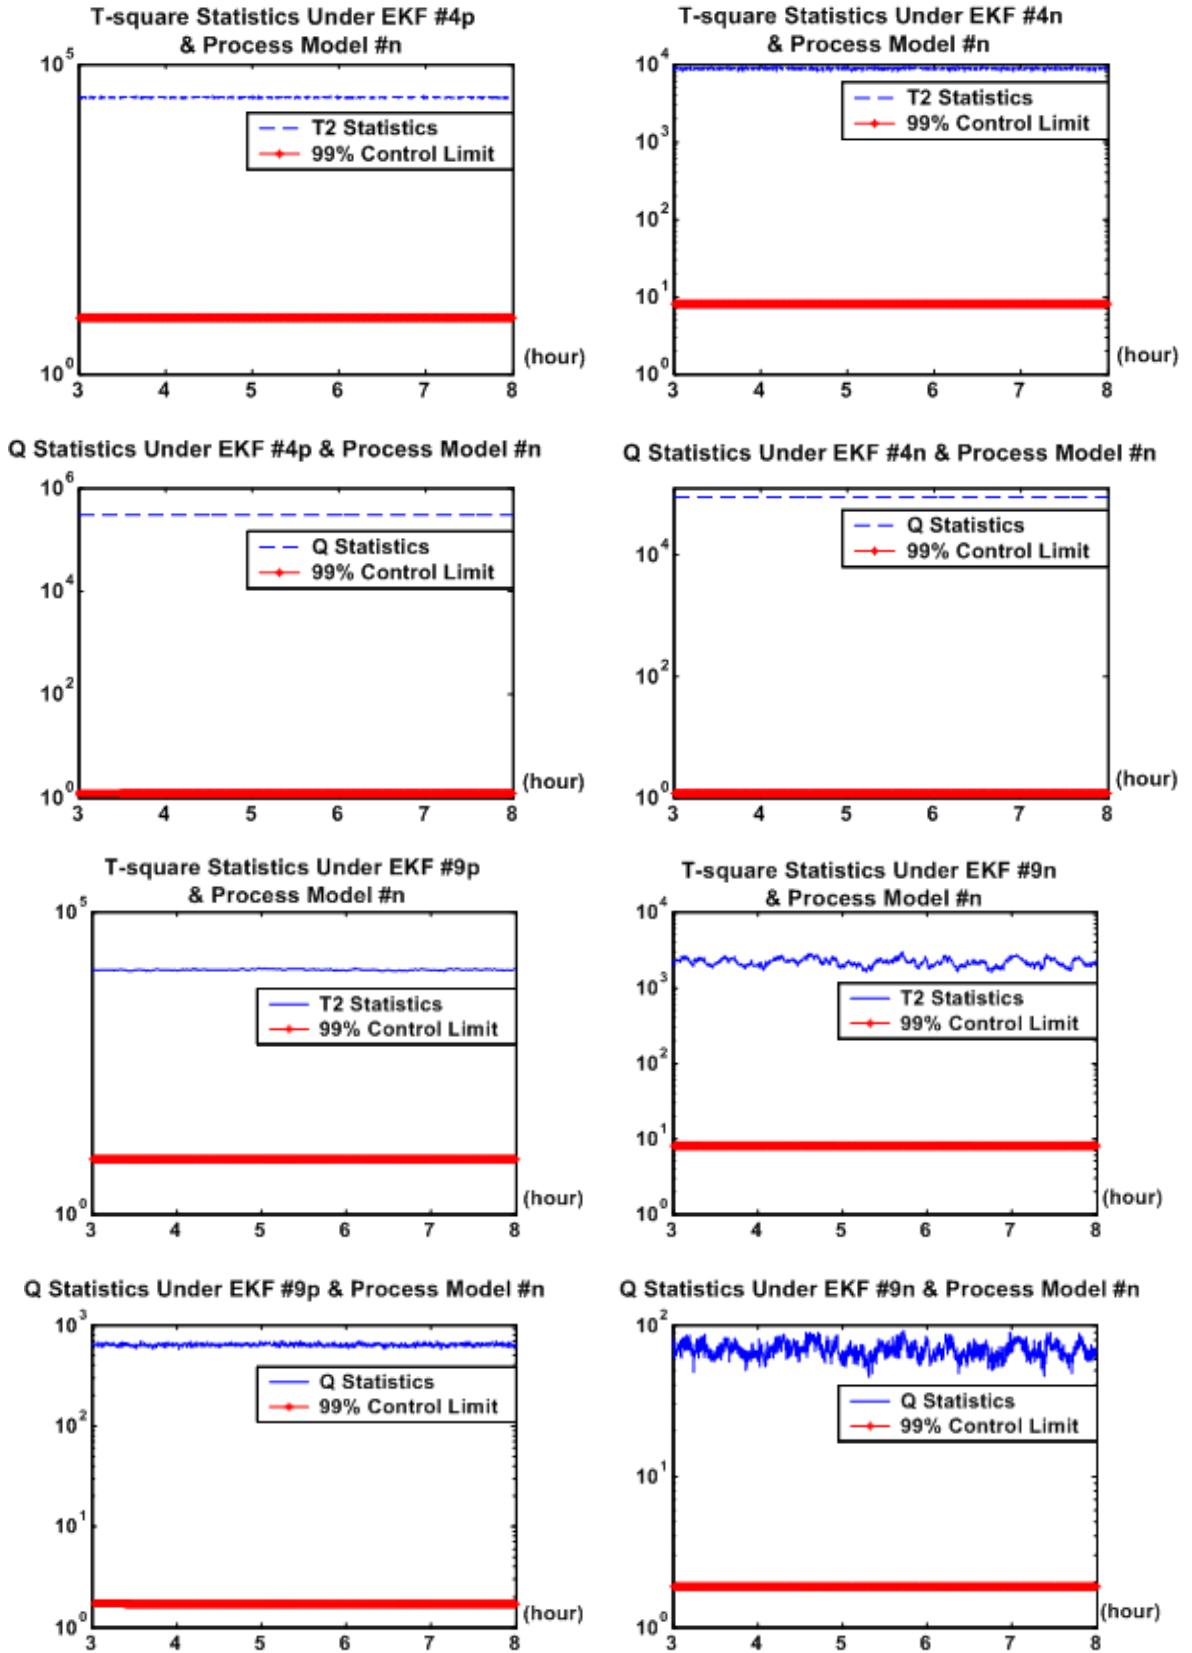 T-square Statistics Under EKF #4p
& Process Model #n
10^5
T2 Statistics
99% Control Limit
10^0
3 4 5 6 7 8
(hour)
T-square Statistics Under EKF #4n
& Process Model #n
10^4
T2 Statistics
99% Control Limit
10^3
10^2
10^1
10^0
3 4 5 6 7 8
(hour)
Q Statistics Under EKF #4p & Process Model #n
10^6
Q Statistics
99% Control Limit
10^4
10^2
10^0
3 4 5 6 7 8
(hour)
Q Statistics Under EKF #4n & Process Model #n
Q Statistics
99% Control Limit
10^4
10^2
10^0
3 4 5 6 7 8
(hour)
T-square Statistics Under EKF #9p
& Process Model #n
10^5
T2 Statistics
99% Control Limit
10^0
3 4 5 6 7 8
(hour)
T-square Statistics Under EKF #9n
& Process Model #n
10^4
10^3
T2 Statistics
99% Control Limit
10^2
10^1
10^0
3 4 5 6 7 8
(hour)
Q Statistics Under EKF #9p & Process Model #n
10^3
Q Statistics
99% Control Limit
10^2
10^1
10^0
3 4 5 6 7 8
(hour)
Q Statistics Under EKF #9n & Process Model #n
10^2
Q Statistics
99% Control Limit
10^1
10^0
3 4 5 6 7 8
(hour)